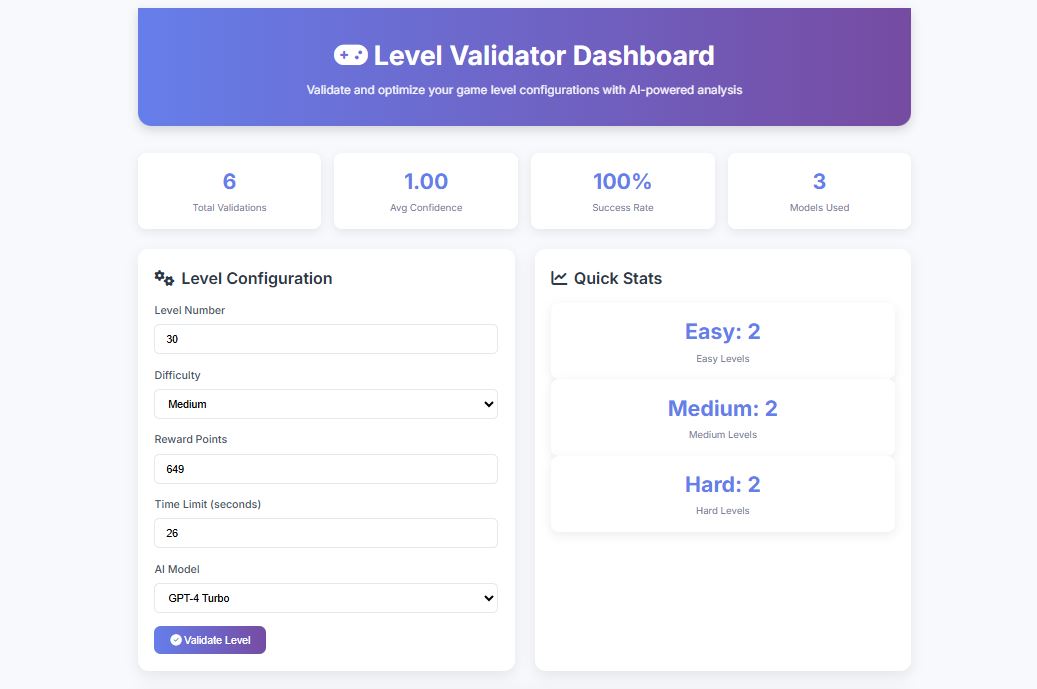 Level Validator Dashboard
Validate and optimize your game level configurations with AI-powered analysis
6
Total Validations
1.00
Avg Confidence
100%
Success Rate
3
Models Used
Level Configuration
Level Number
30
Difficulty
Medium
Reward Points
649
Time Limit (seconds)
26
AI Model
GPT-4 Turbo
Validate Level
Quick Stats
Easy: 2
Easy Levels
Medium: 2
Medium Levels
Hard: 2
Hard Levels